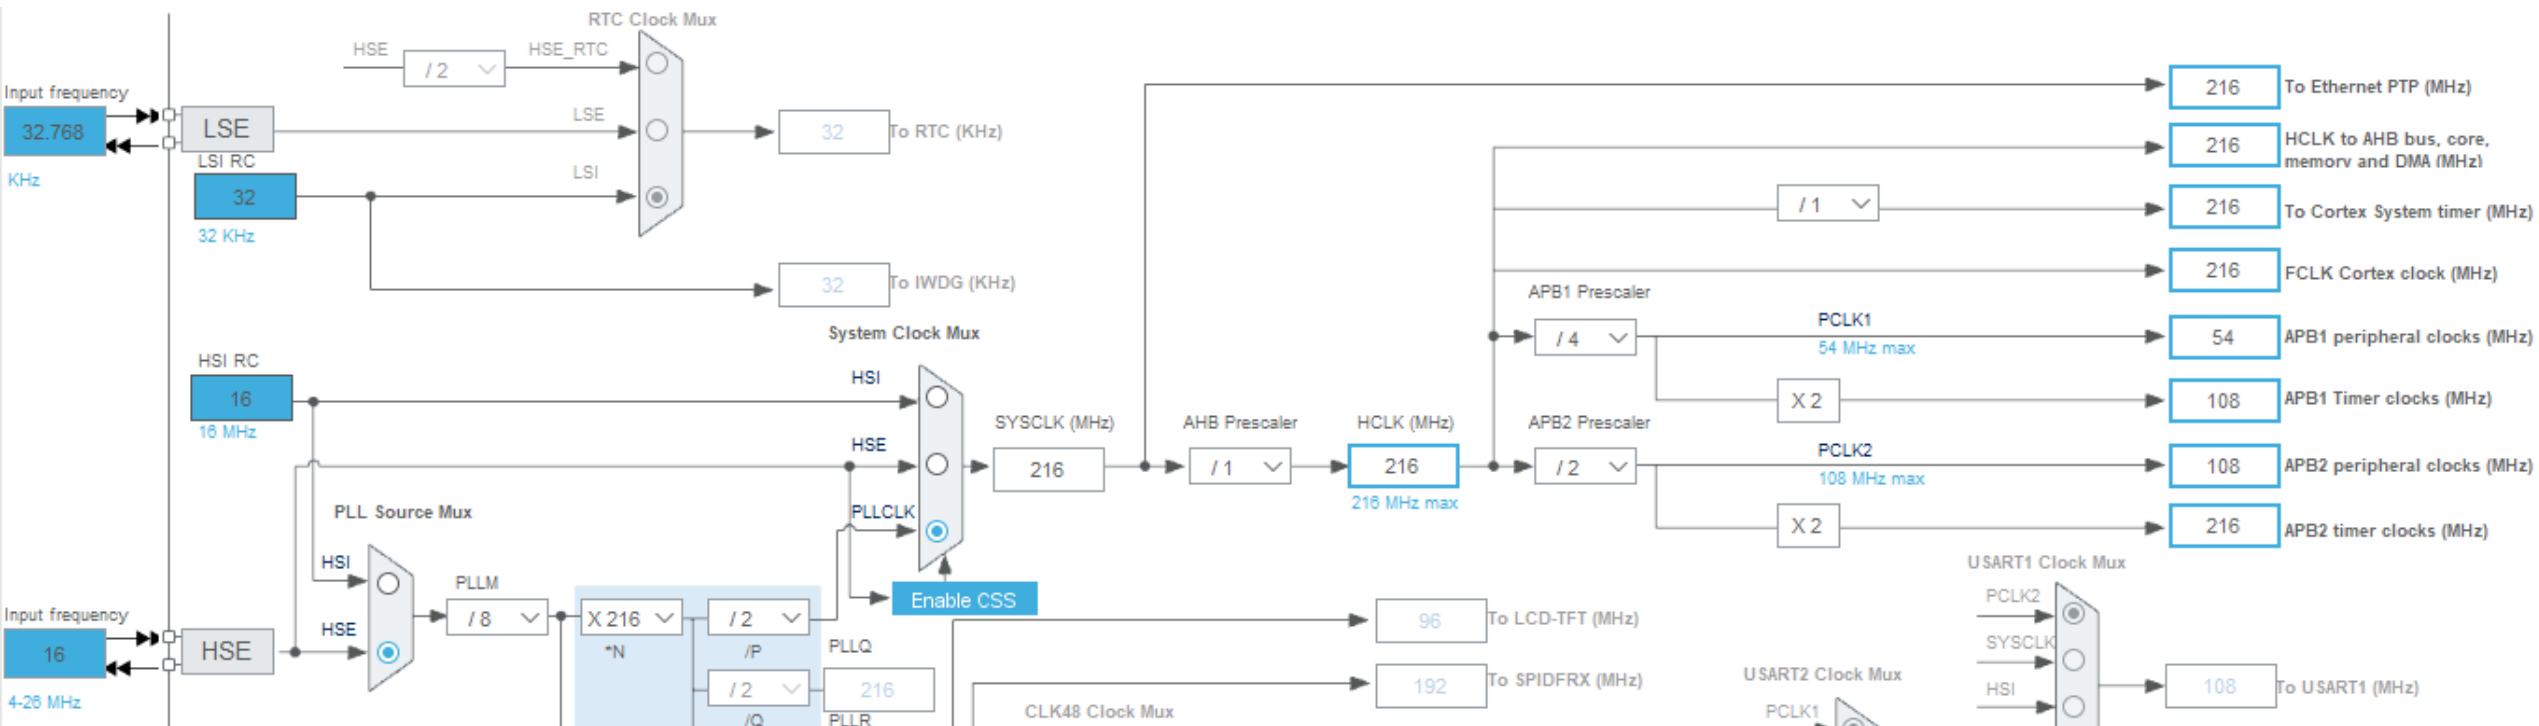 RTC Clock Mux
HSE
/ 2
HSE_RTC
Input frequency
32.768
KHz
LSE
LSE
32
To RTC (KHz)
LSI RC
32
32 KHz
LSI
32
To IWDG (KHz)
216
To Ethernet PTP (MHz)
216
HCLK to AHB bus, core,
memory and DMA (MHz)
/ 1
216
To Cortex System timer (MHz)
216
FCLK Cortex clock (MHz)
APB1 Prescaler
/ 4
PCLK1
54 MHz max
54
APB1 peripheral clocks (MHz)
X 2
108
APB1 Timer clocks (MHz)
System Clock Mux
HSI RC
16
16 MHz
HSI
HSE
PLLCLK
SYSCLK (MHz)
216
AHB Prescaler
/ 1
HCLK (MHz)
216
216 MHz max
APB2 Prescaler
/ 2
PCLK2
108 MHz max
108
APB2 peripheral clocks (MHz)
X 2
216
APB2 timer clocks (MHz)
PLL Source Mux
HSI
HSE
Input frequency
16
4-26 MHz
HSE
PLLM
/ 8
X 216
*N
/ 2
/P
PLLQ
/ 2
/Q
216
PLLR
Enable CSS
96
To LCD-TFT (MHz)
192
To SPIDFRX (MHz)
CLK48 Clock Mux
USART1 Clock Mux
PCLK2
SYSCLK
HSI
108
To USART1 (MHz)
USART2 Clock Mux
PCLK1